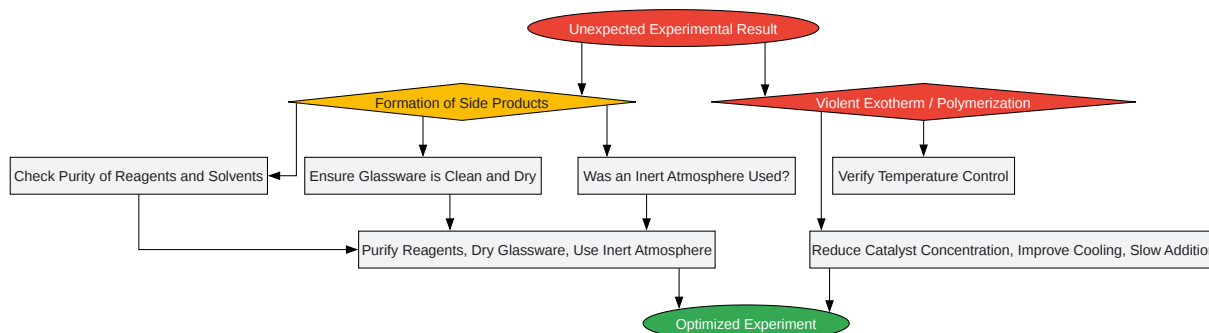 Unexpected Experimental Result
Formation of Side Products
Violent Exotherm / Polymerization
Check Purity of Reagents and Solvents
Ensure Glassware is Clean and Dry
Was an Inert Atmosphere Used?
Verify Temperature Control
Purify Reagents, Dry Glassware, Use Inert Atmosphere
Reduce Catalyst Concentration, Improve Cooling, Slow Addition
Optimized Experiment